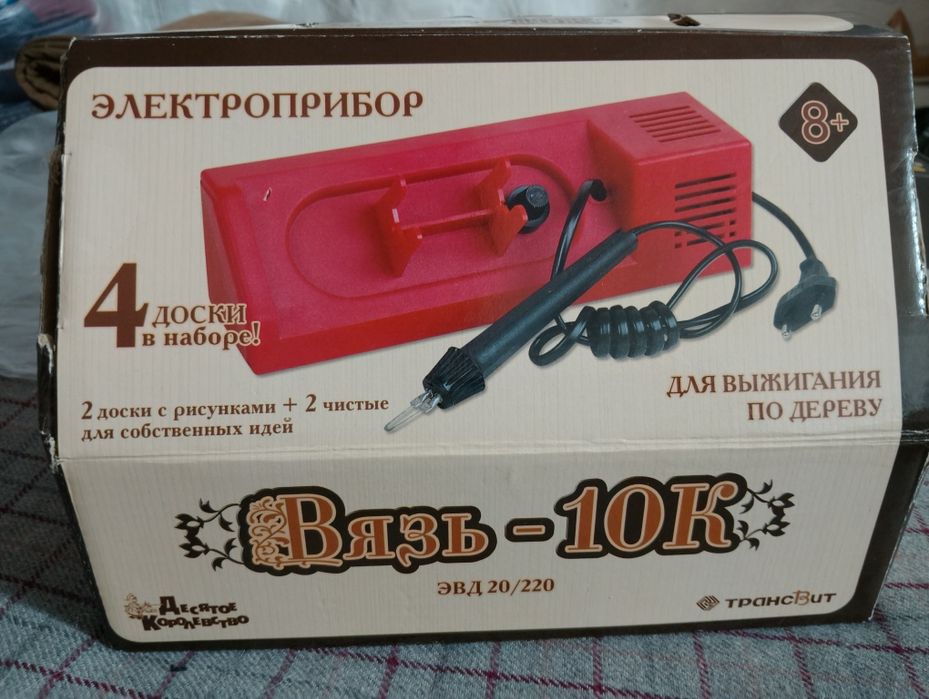 ЭЛЕКТРОПРИБОР
8+
4 ДОСКИ
в наборе!
2 доски с рисунками + 2 чистые
для собственных идей
ДЛЯ ВЫЖИГАНИЯ
ПО ДЕРЕВУ
Вязь - 10К
ЭВД 20/220
Десятое
Королевство
ТРАНСВИТ